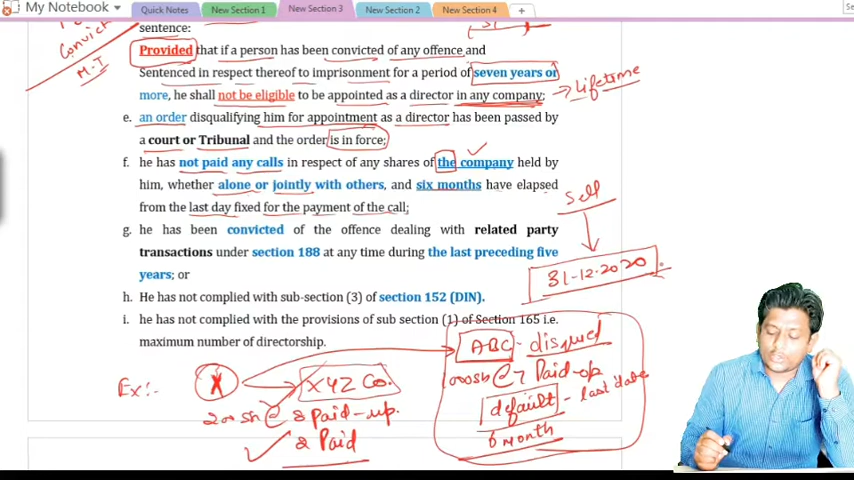 My Notebook
Quick Notes
New Section 1
New Section 3
New Section 2
New Section 4
sentence:
Convict
M.T
Provided that if a person has been convicted of any offence and
Sentenced in respect thereof to imprisonment for a period of seven years or
more, he shall not be eligible to be appointed as a director in any company;
Lifetime
e. an order disqualifying him for appointment as a director has been passed by
a court or Tribunal and the order is in force;
f. he has not paid any calls in respect of any shares of the company held by
him, whether alone or jointly with others, and six months have elapsed
from the last day fixed for the payment of the call;
Self
g. he has been convicted of the offence dealing with related party
transactions under section 188 at any time during the last preceding five
years; or
31-12-2020
h. He has not complied with sub-section (3) of section 152 (DIN).
i. he have not complied with the provisions of sub section (1) of Section 165 i.e.
maximum number of directorship.
Ex:-
X
XYZ Co.
200 sh @ 8 paid-up.
2 Paid
ABC - disqued
1000sh @ 7 Paid-up
default - last date
6 month